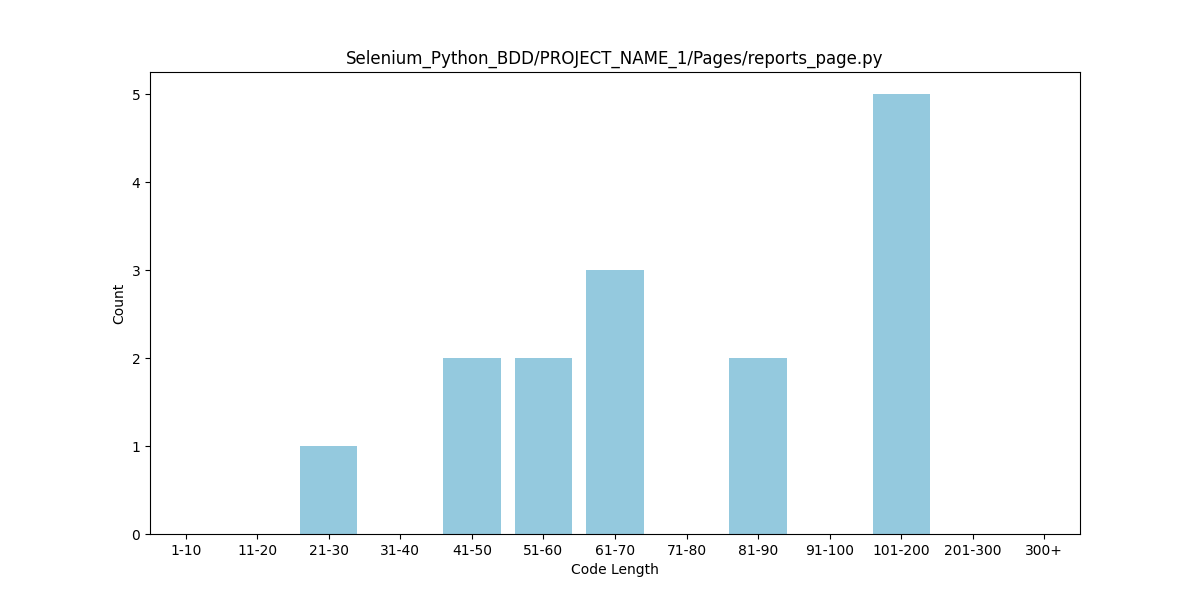 Selenium_Python_BDD/PROJECT_NAME_1/Pages/reports_page.py
5
4
3
2
1
0
Count
1-10 11-20 21-30 31-40 41-50 51-60 61-70 71-80 81-90 91-100 101-200 201-300 300+
Code Length